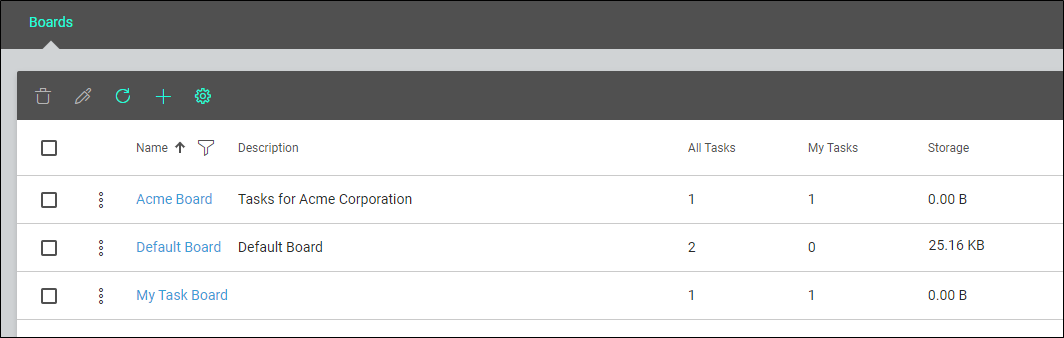 Boards
Name Description All Tasks My Tasks Storage
Acme Board Tasks for Acme Corporation 1 1 0.00 B
Default Board Default Board 2 0 25.16 KB
My Task Board 1 1 0.00 B